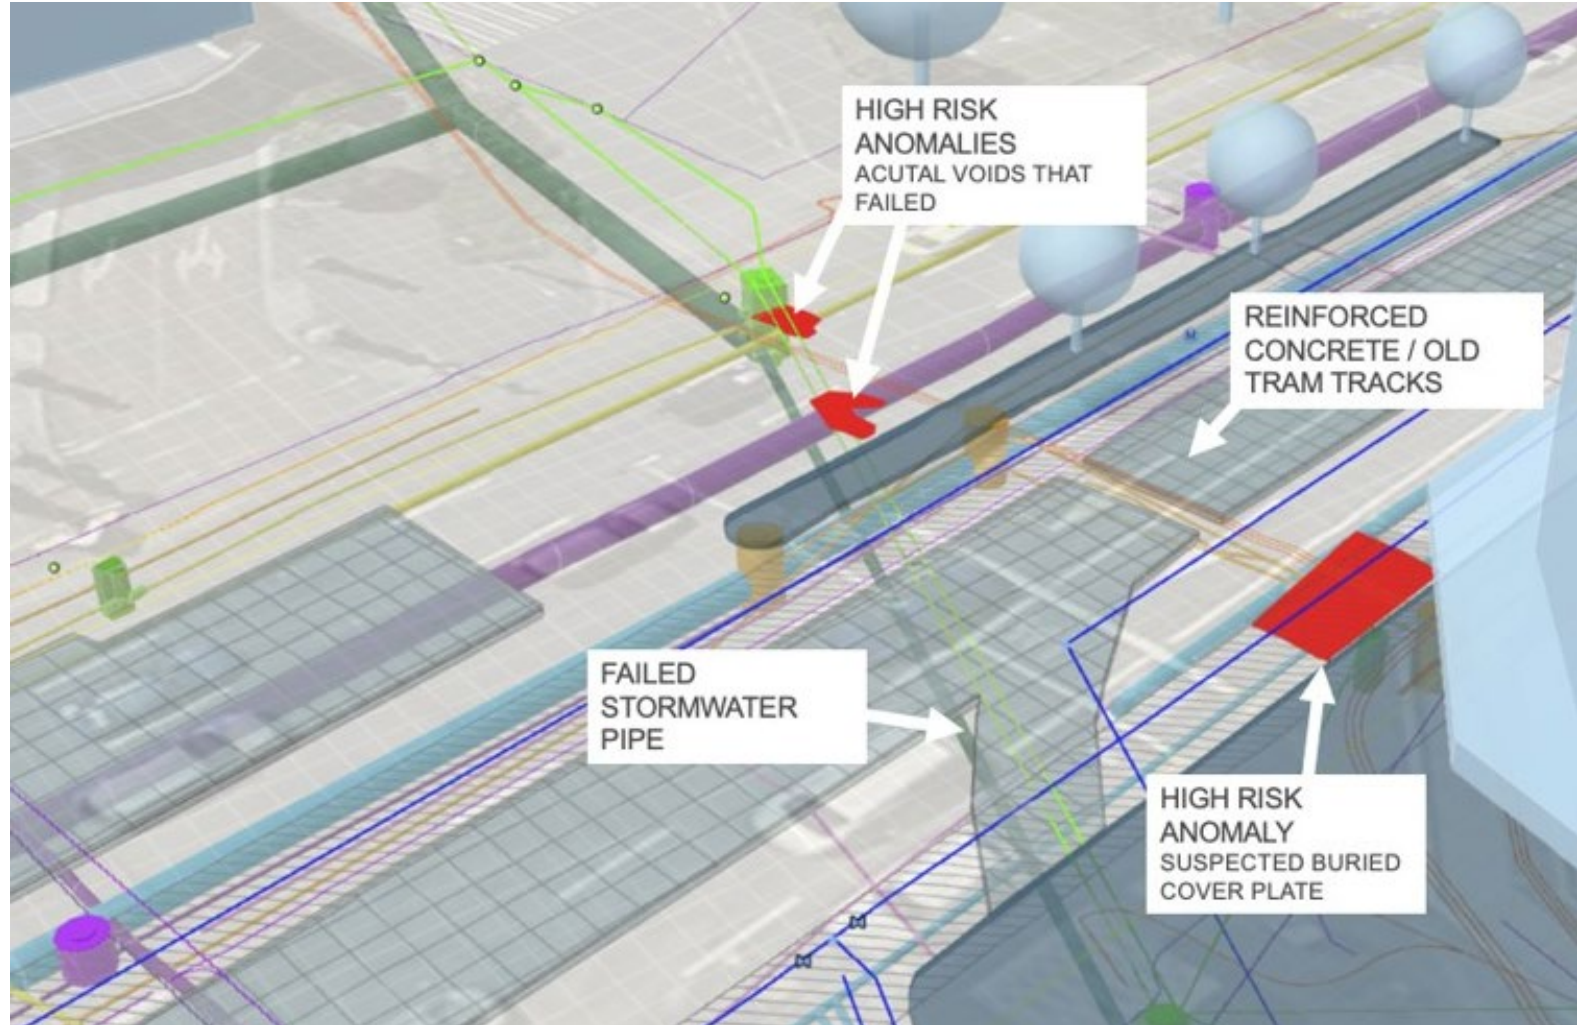 HIGH RISK
ANOMALIES
ACUTAL VOIDS THAT
FAILED
REINFORCED
CONCRETE / OLD
TRAM TRACKS
FAILED
STORMWATER
PIPE
HIGH RISK
ANOMALY
SUSPECTED BURIED
COVER PLATE